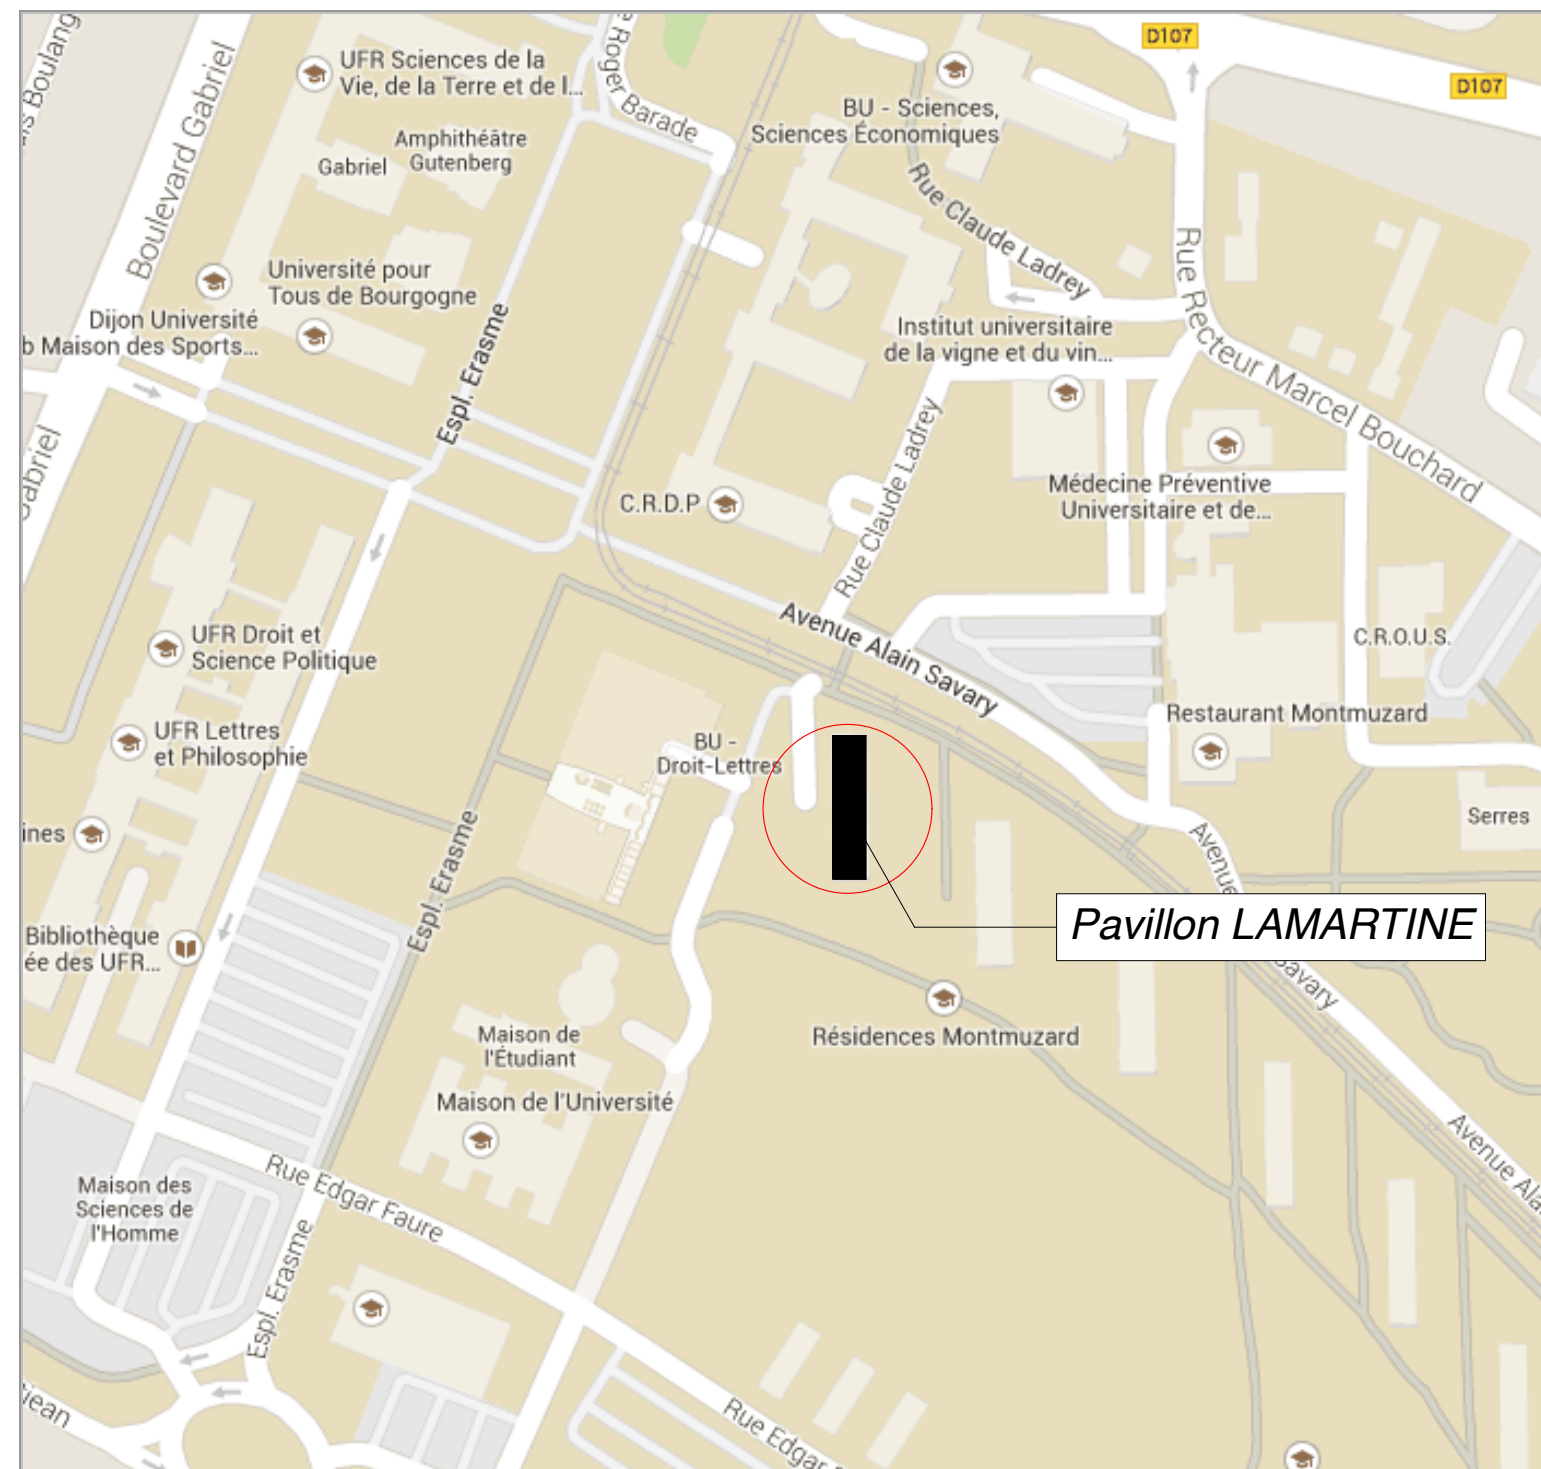 Boulevard Gabriel
UFR Sciences de la
Vie, de la Terre et de l...
Roger Barade
BU - Sciences,
Sciences Économiques
D107
D107
Amphithéâtre
Gutenberg
Gabriel
Rue Claude Ladrey
Université pour
Tous de Bourgogne
Dijon Université
b Maison des Sports...
Espl. Erasme
Institut universitaire
de la vigne et du vin...
Rue Recteur Marcel Bouchard
Rue Claude Ladrey
Médecine Préventive
Universitaire et de...
C.R.D.P
Avenue Alain Savary
UFR Droit et
Science Politique
C.R.O.U.S.
Restaurant Montmuzard
UFR Lettres
et Philosophie
BU -
Droit-Lettres
Serres
ines
Espl. Erasme
Avenue
Savary
Pavillon LAMARTINE
Bibliothèque
ée des UFR...
Résidences Montmuzard
Maison de
l'Étudiant
Maison de l'Université
Avenue Ala
Rue Edgar Faure
Maison des
Sciences de
l'Homme
Espl. Erasme
Rue Edgar